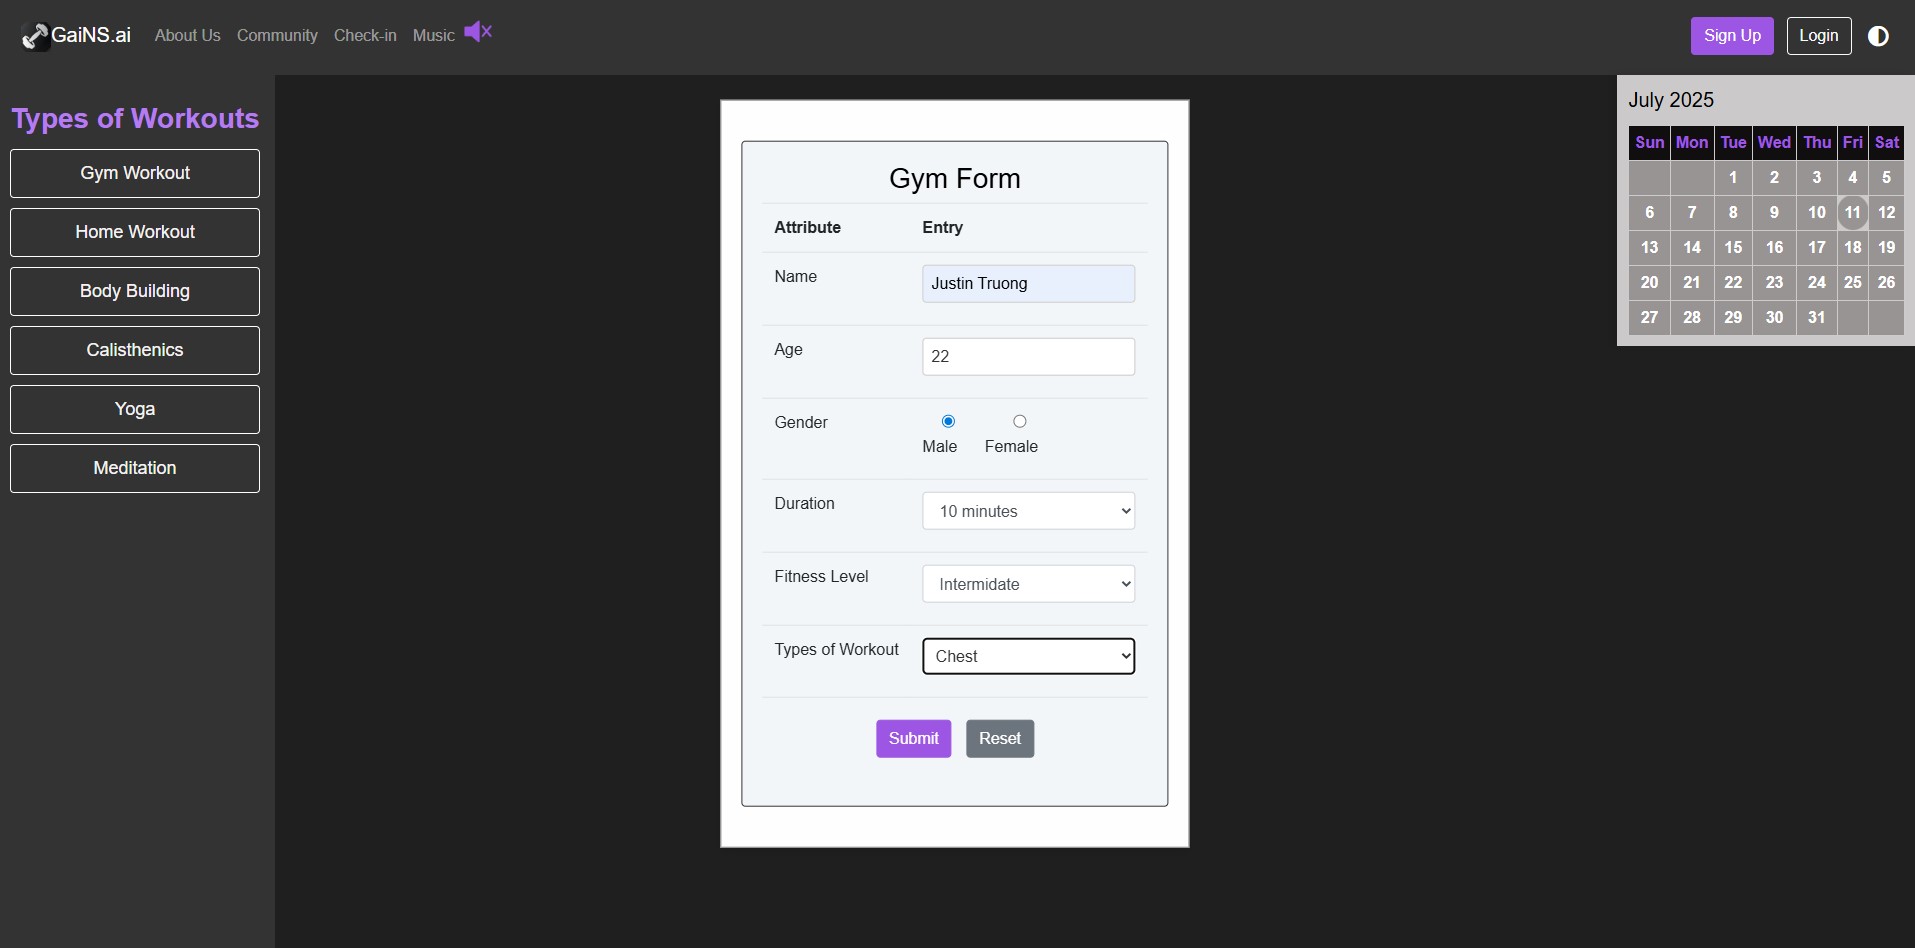 GaiNS.ai About Us Community Check-in Music Sign Up Login
Types of Workouts
Gym Workout
Home Workout
Body Building
Calisthenics
Yoga
Meditation
Gym Form
Attribute Entry
Name Justin Truong
Age 22
Gender
Male Female
Duration 10 minutes
Fitness Level Intermidate
Types of Workout Chest
Submit Reset
July 2025
Sun Mon Tue Wed Thu Fri Sat
1 2 3 4 5
6 7 8 9 10 11 12
13 14 15 16 17 18 19
20 21 22 23 24 25 26
27 28 29 30 31